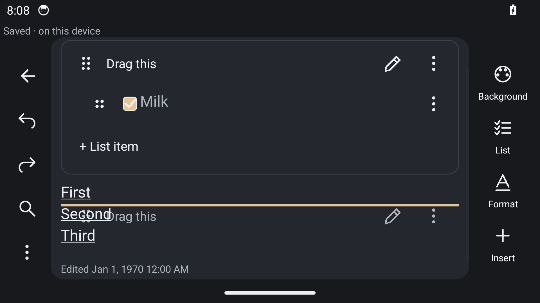 8:08
Saved · on this device
Drag this
Milk
+ List item
First
Second
Drag this
Third
Edited Jan 1, 1970 12:00 AM
Background
List
Format
Insert